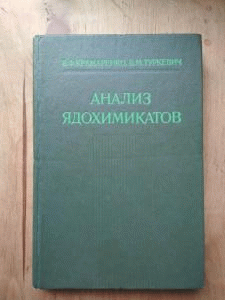 В.Ф.КРАМАРЕНКО, Б.М.ТУРКЕВИЧ
АНАЛИЗ
ЯДОХИМИКАТОВ